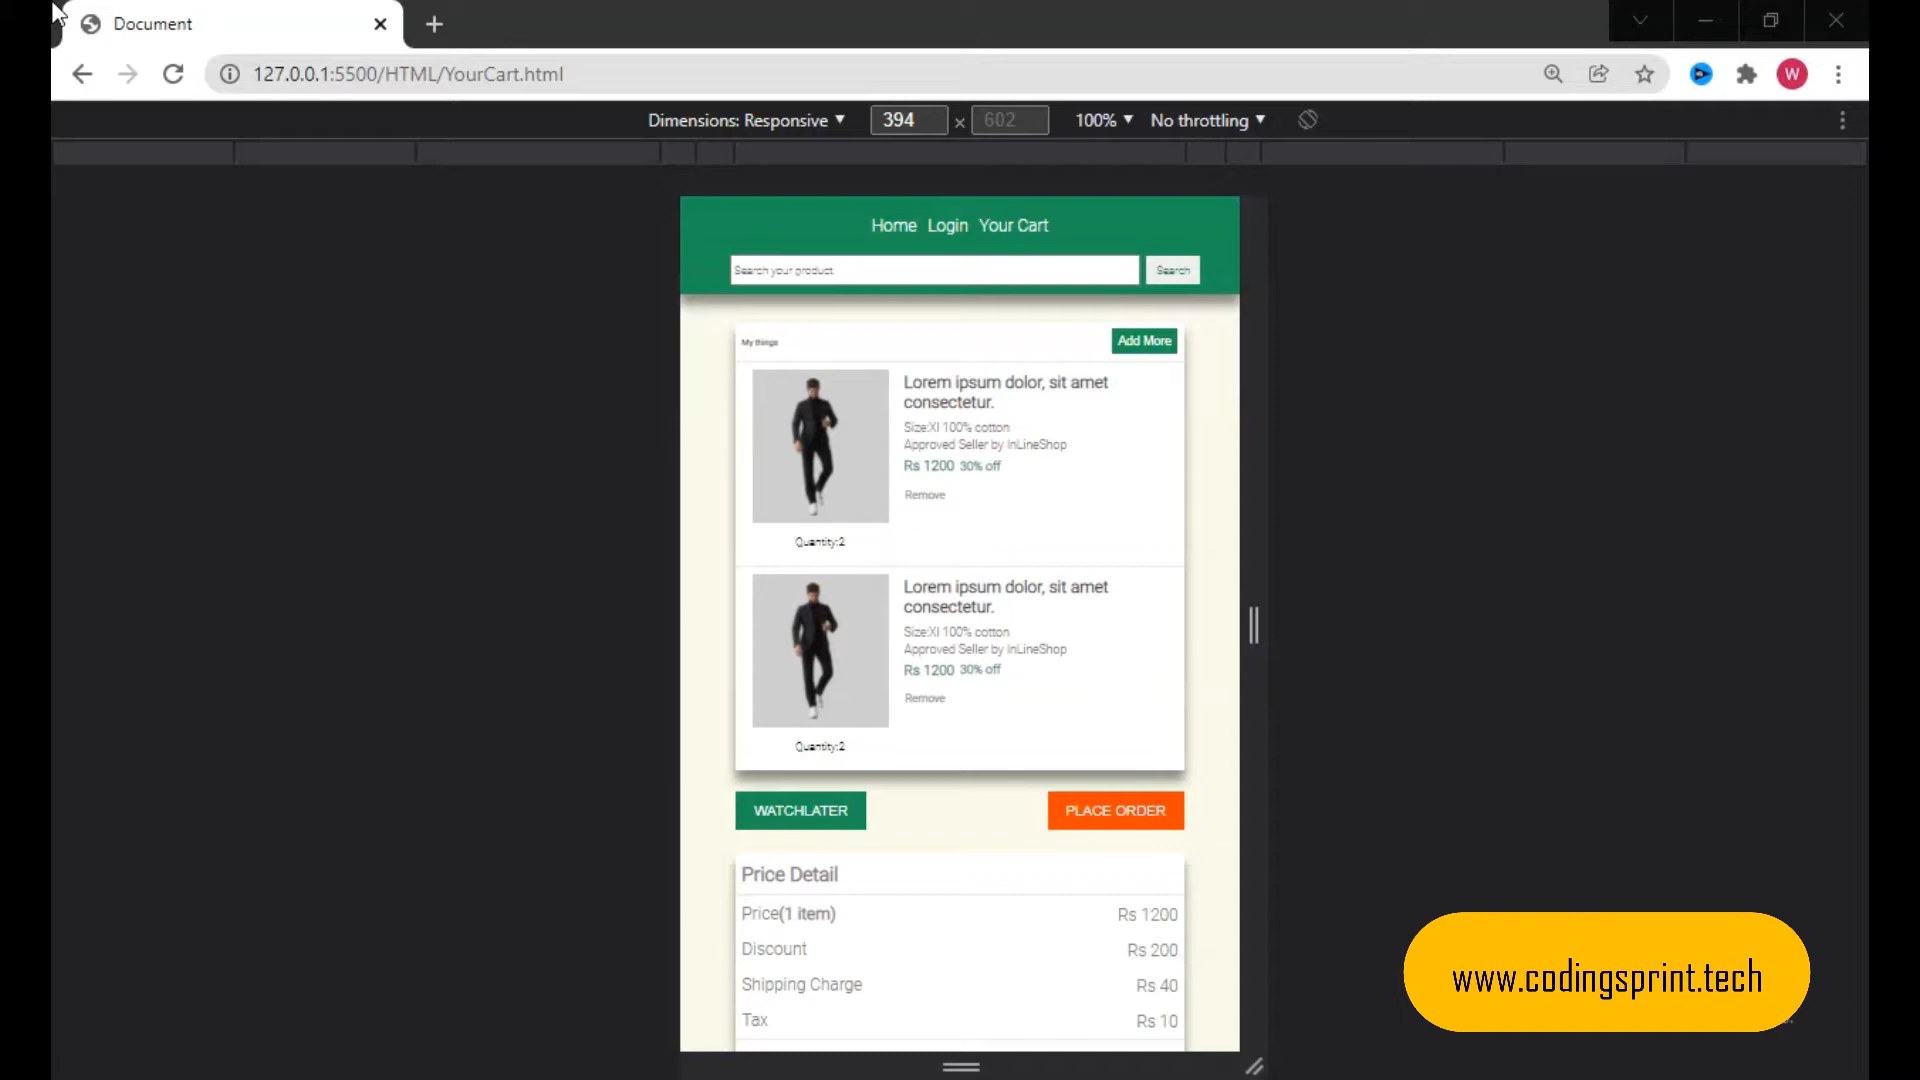 Document
127.0.0.1:5500/HTML/YourCart.html
W
Dimensions: Responsive
394
×
602
100%
No throttling
Home Login Your Cart
Search your product
Search
My things
Add More
Lorem ipsum dolor, sit amet
consectetur.
Size:Xl 100% cotton
Approved Seller by InLineShop
Rs 1200 30% off
Remove
Quantity:2
Lorem ipsum dolor, sit amet
consectetur.
Size:Xl 100% cotton
Approved Seller by InLineShop
Rs 1200 30% off
Remove
Quantity:2
WATCHLATER
PLACE ORDER
Price Detail
Price(1 item) Rs 1200
Discount Rs 200
Shipping Charge Rs 40
Tax Rs 10
www.codingsprint.tech